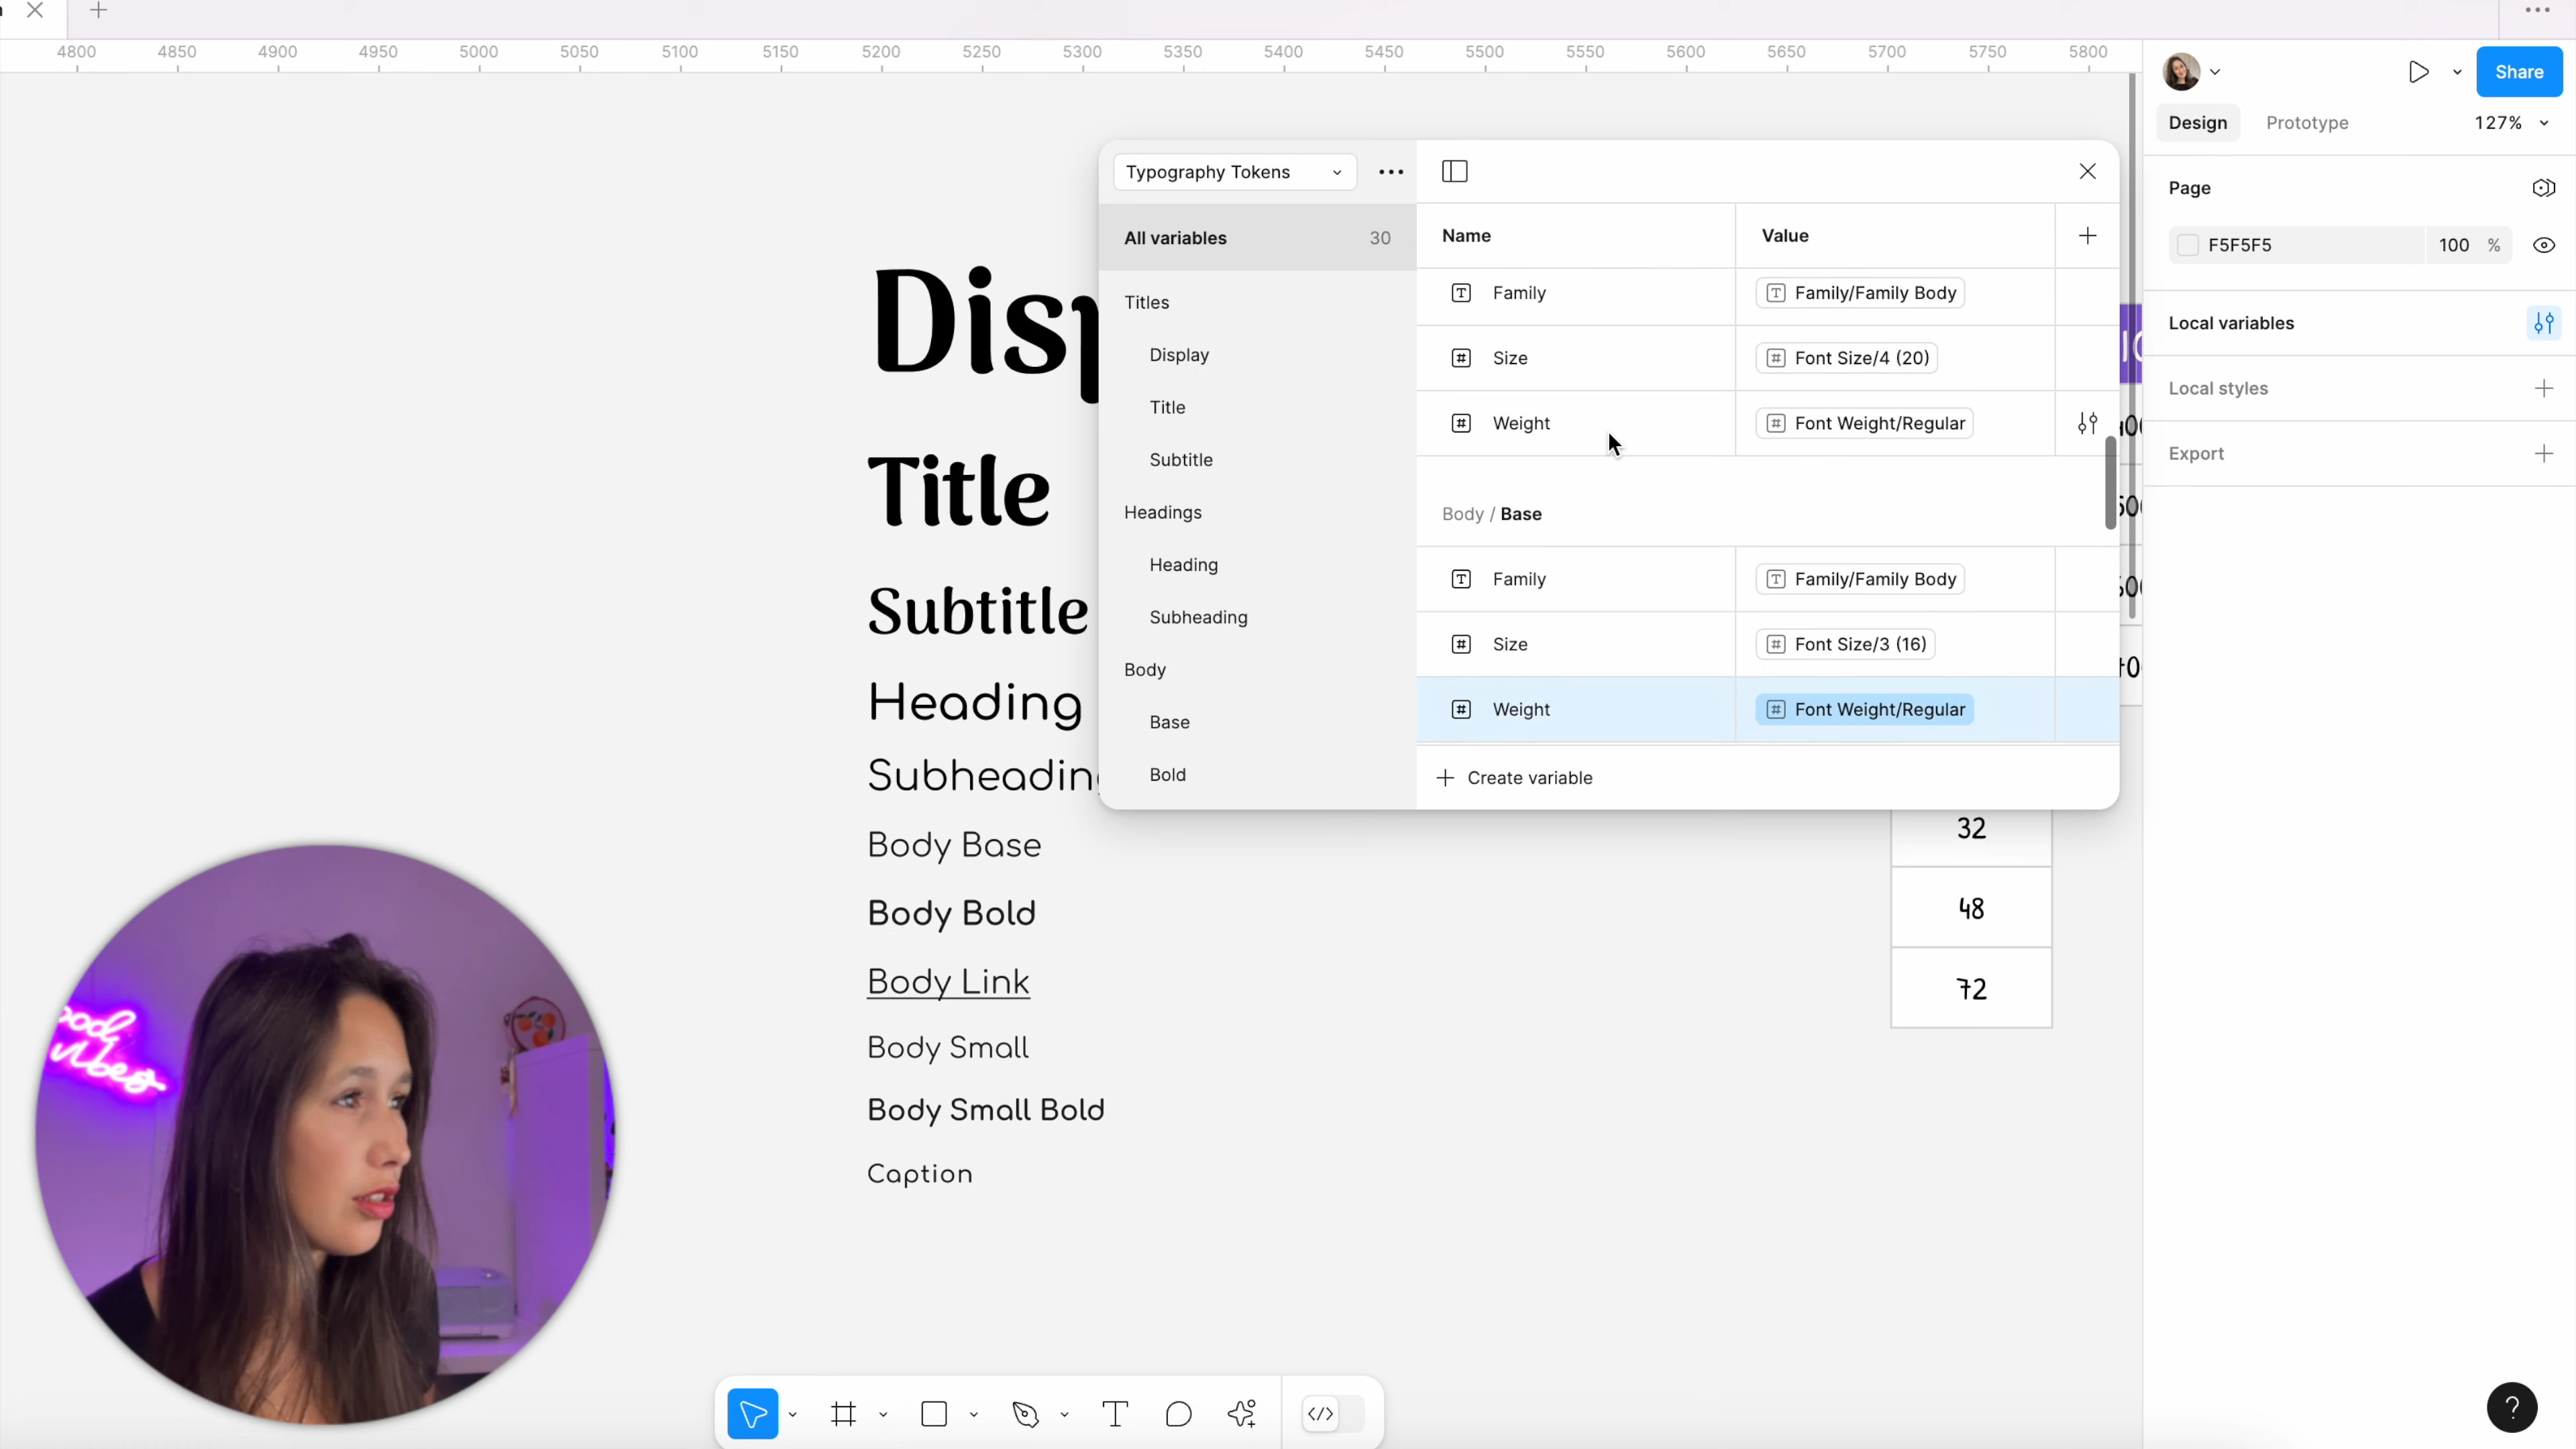 4800 4850 4900 4950 5000 5050 5100 5150 5200 5250 5300 5350 5400 5450 5500 5550 5600 5650 5700 5750 5800
Share
Design Prototype 127%
Page
F5F5F5 100 %
Local variables
Local styles
Export
Typography Tokens
All variables 30
Titles
Display
Title
Subtitle
Headings
Heading
Subheading
Body
Base
Bold
Name Value
Family Family/Family Body
Size Font Size/4 (20)
Weight Font Weight/Regular
Body / Base
Family Family/Family Body
Size Font Size/3 (16)
Weight Font Weight/Regular
Create variable
Title
Subtitle
Heading
Body Base
Body Bold
Body Link
Body Small
Body Small Bold
Caption
32
48
72
vibes